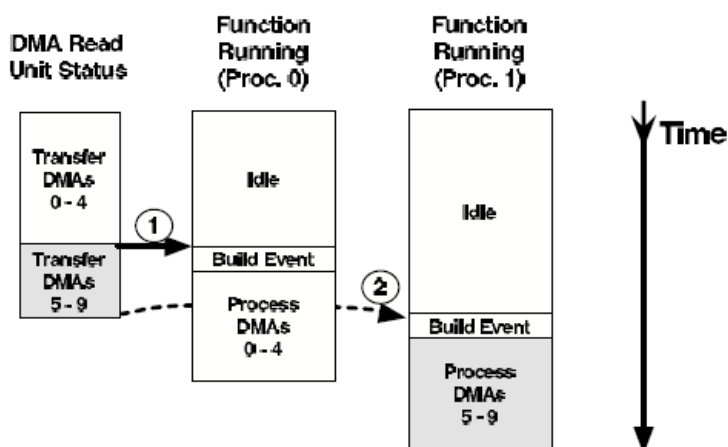 DMA Read
Unit Status
Function
Running
(Proc. 0)
Function
Running
(Proc. 1)
Time
Transfer
DMAs
0 - 4
Idle
Idle
1
Transfer
DMAs
5 - 9
Build Event
2
Process
DMAs
0 - 4
Build Event
Process
DMAs
5 - 9